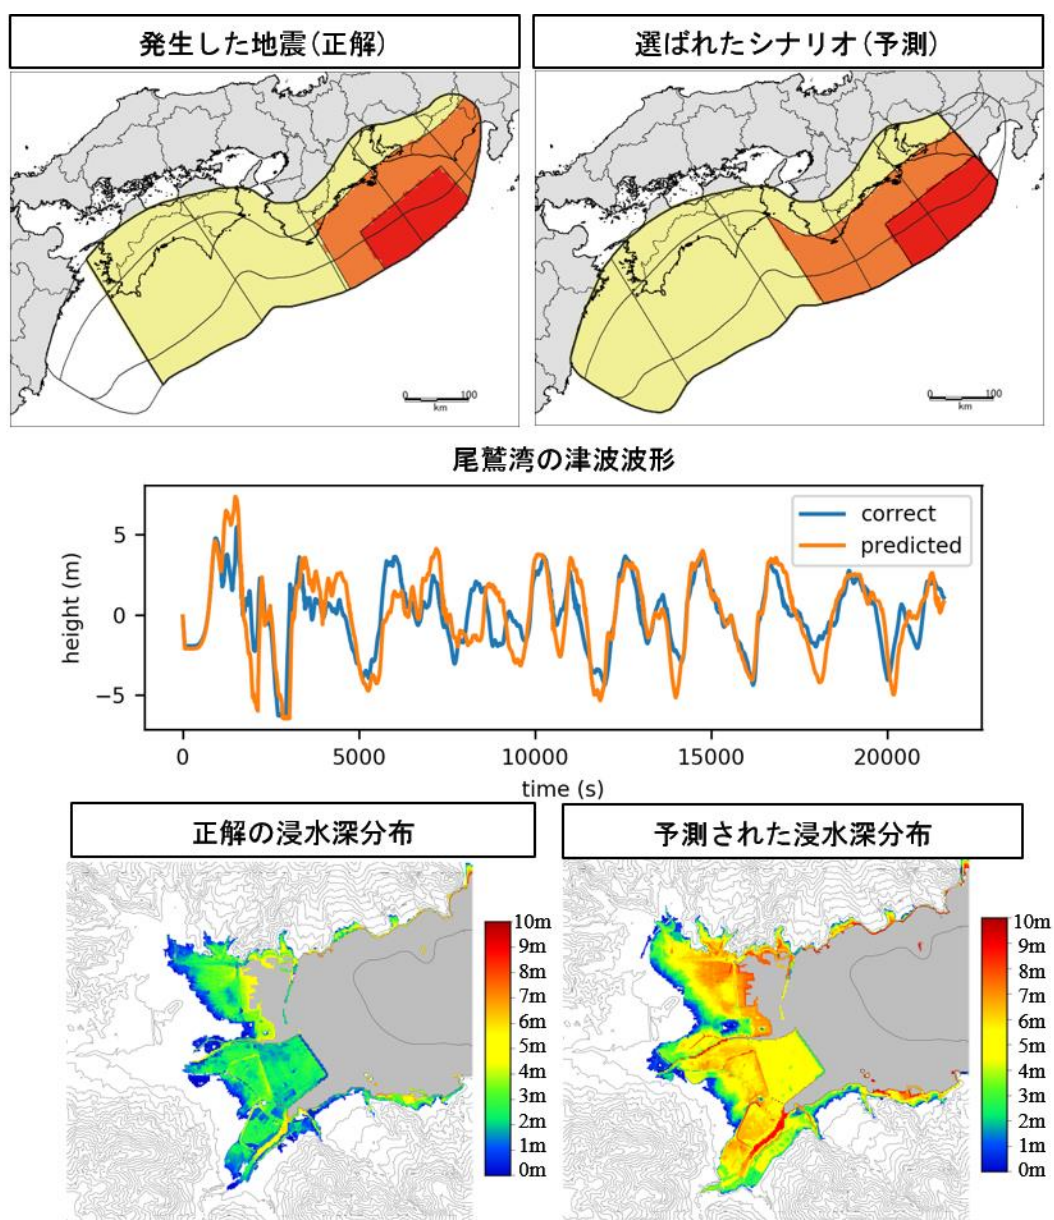 発生した地震(正解)
選ばれたシナリオ(予測)
0 100
km
0 100
km
尾鷲湾の津波波形
height (m)
5
0
−5
correct
predicted
0 5000 10000 15000 20000
time (s)
正解の浸水深分布
予測された浸水深分布
10m
9m
8m
7m
6m
5m
4m
3m
2m
1m
0m
10m
9m
8m
7m
6m
5m
4m
3m
2m
1m
0m